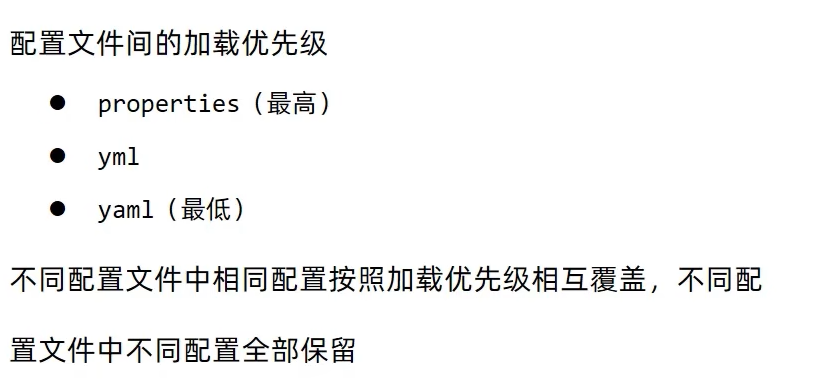 配置文件间的加载优先级
● properties（最高）
● yml
● yaml（最低）
不同配置文件中相同配置按照加载优先级相互覆盖，不同配
置文件中不同配置全部保留